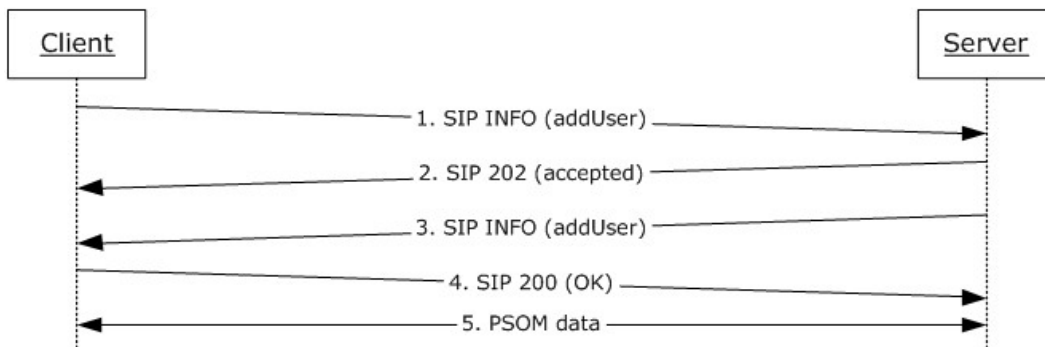 Client
Server
1. SIP INFO (addUser)
2. SIP 202 (accepted)
3. SIP INFO (addUser)
4. SIP 200 (OK)
5. PSOM data